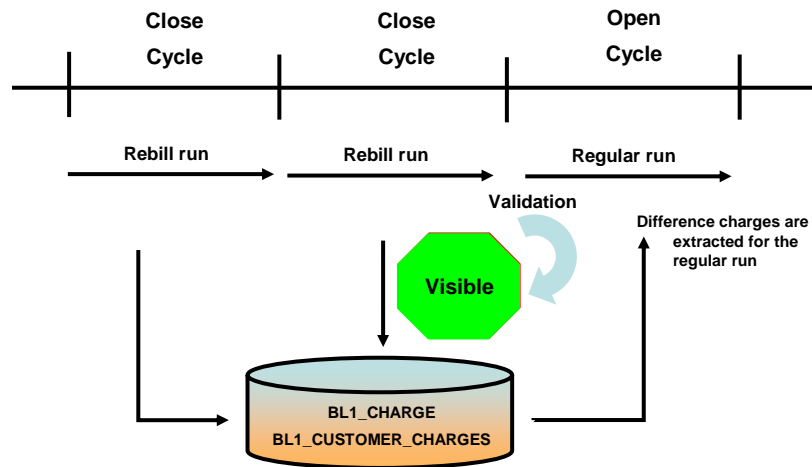 Close
Cycle
Close
Cycle
Open
Cycle
Rebill run
Rebill run
Regular run
Validation
Difference charges are
extracted for the
regular run
Visible
BL1_CHARGE
BL1_CUSTOMER_CHARGES